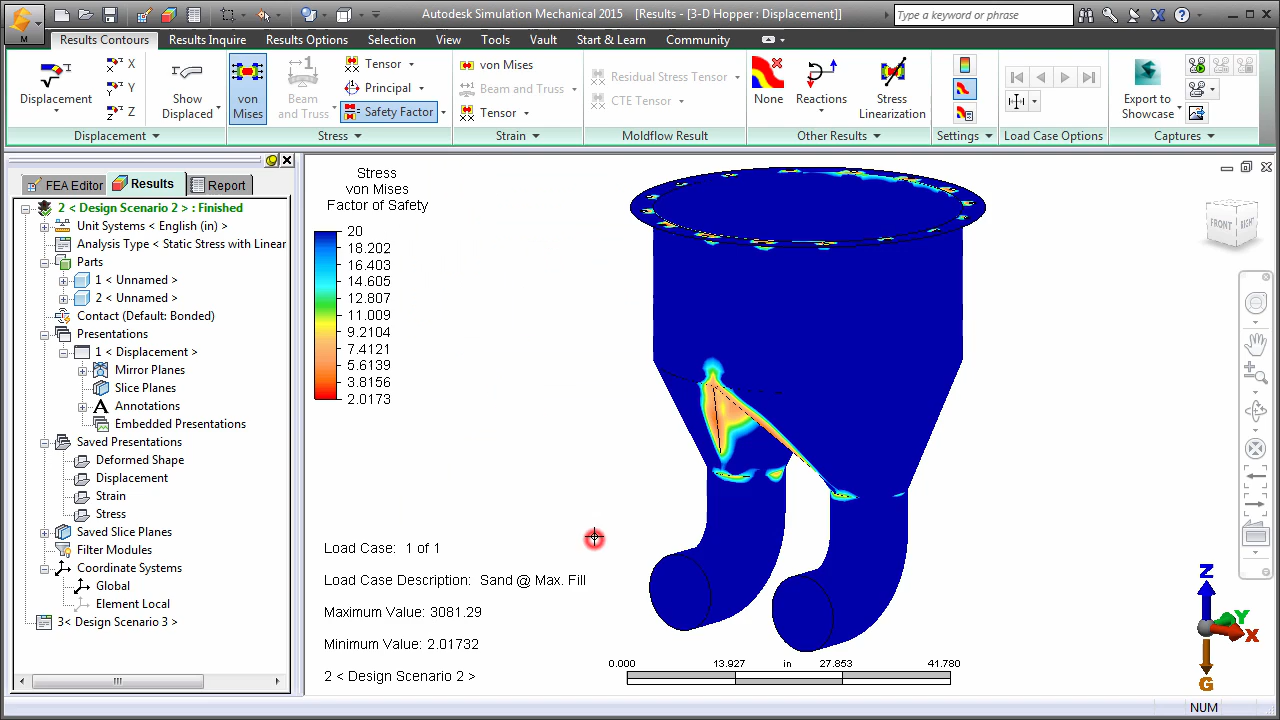 Autodesk Simulation Mechanical 2015 [Results - [3-D Hopper : Displacement]]
Type a keyword or phrase
M
Results Contours
Results Inquire
Results Options
Selection
View
Tools
Vault
Start & Learn
Community
Displacement
X
Y
Z
Show Displaced
Displacement
von Mises
Beam and Truss
Tensor
Principal
Safety Factor
Stress
von Mises
Beam and Truss
Tensor
Strain
Residual Stress Tensor
CTE Tensor
Moldflow Result
None
Reactions
Stress Linearization
Other Results
Settings
Load Case Options
Export to Showcase
Captures
FEA Editor
Results
Report
2 < Design Scenario 2 > : Finished
Unit Systems < English (in) >
Analysis Type < Static Stress with Linear
Parts
1 < Unnamed >
2 < Unnamed >
Contact (Default: Bonded)
Presentations
1 < Displacement >
Mirror Planes
Slice Planes
Annotations
Embedded Presentations
Saved Presentations
Deformed Shape
Displacement
Strain
Stress
Saved Slice Planes
Filter Modules
Coordinate Systems
Global
Element Local
3< Design Scenario 3 >
Stress
von Mises
Factor of Safety
20
18.202
16.403
14.605
12.807
11.009
9.2104
7.4121
5.6139
3.8156
2.0173
Load Case: 1 of 1
Load Case Description: Sand @ Max. Fill
Maximum Value: 3081.29
Minimum Value: 2.01732
2 < Design Scenario 2 >
0.000
13.927
in
27.853
41.780
FRONT
RIGHT
Z
Y
X
G
NUM